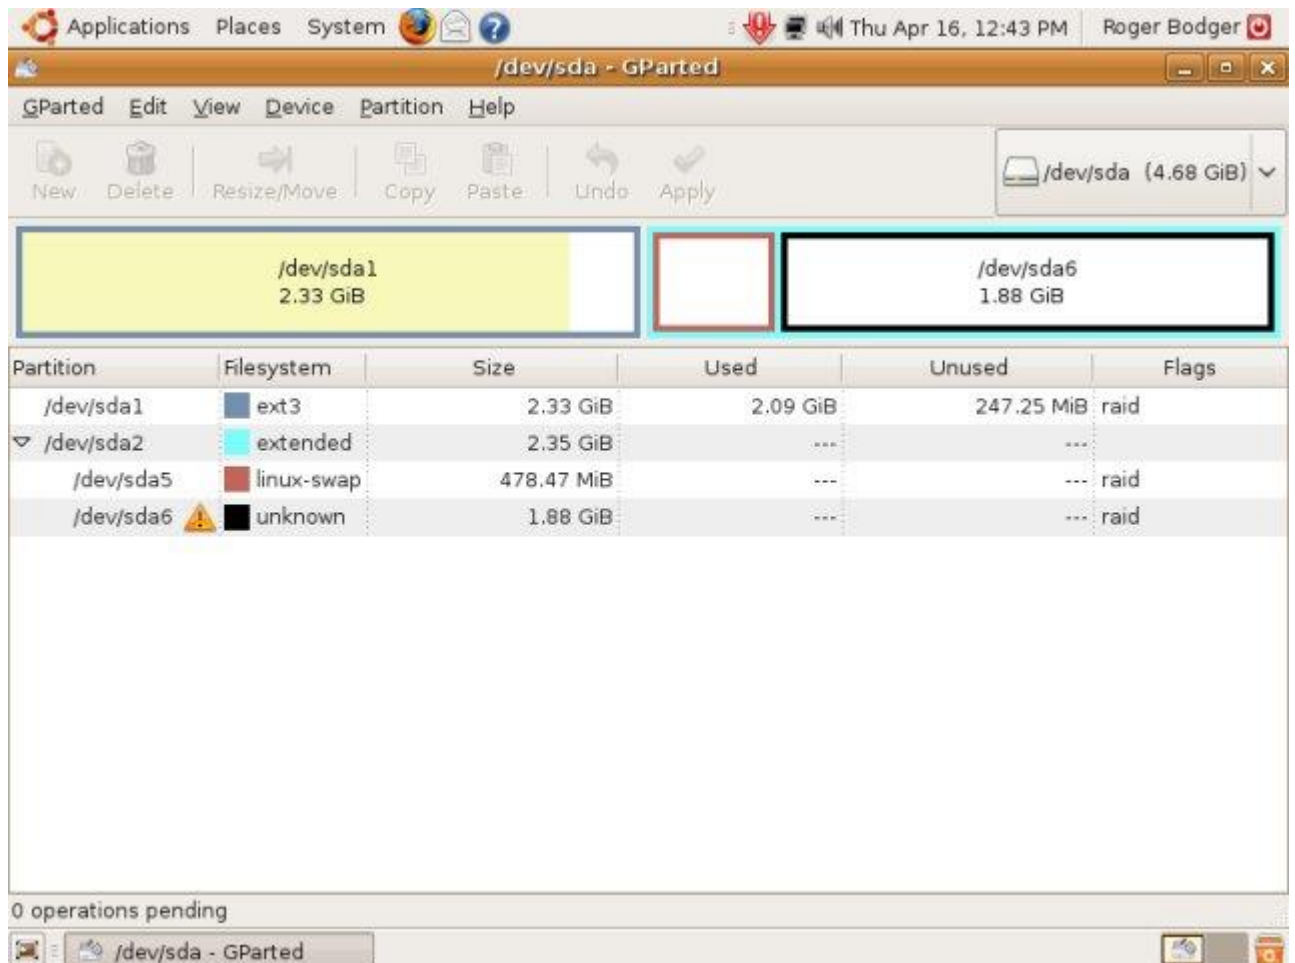 Applications Places System Thu Apr 16, 12:43 PM Roger Bodger
/dev/sda - GParted
GParted Edit View Device Partition Help
New Delete Resize/Move Copy Paste Undo Apply /dev/sda (4.68 GiB)
/dev/sda1 /dev/sda6
2.33 GiB 1.88 GiB
Partition Filesystem Size Used Unused Flags
/dev/sda1 ext3 2.33 GiB 2.09 GiB 247.25 MiB raid
/dev/sda2 extended 2.35 GiB --- ---
/dev/sda5 linux-swap 478.47 MiB --- --- raid
/dev/sda6 unknown 1.88 GiB --- --- raid
0 operations pending
/dev/sda - GParted